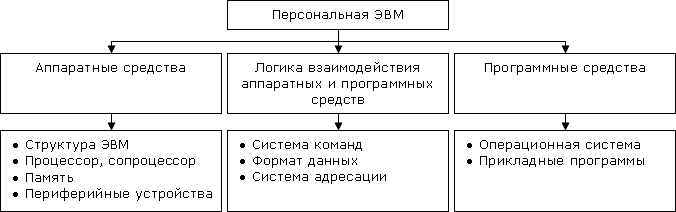 Персональная ЭВМ
Аппаратные средства
Логика взаимодействия
аппаратных и программных
средств
Программные средства
• Структура ЭВМ
• Процессор, сопроцессор
• Память
• Периферийные устройства
• Система команд
• Формат данных
• Система адресации
• Операционная система
• Прикладные программы